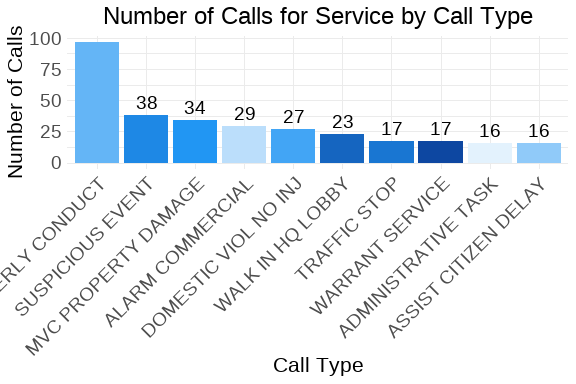 Number of Calls for Service by Call Type
Number of Calls
100
75
50
25
0
38
34
29
27
23
17
17
16
16
ERLY CONDUCT
SUSPICIOUS EVENT
MVC PROPERTY DAMAGE
ALARM COMMERCIAL
DOMESTIC VIOL NO INJ
WALK IN HQ LOBBY
TRAFFIC STOP
WARRANT SERVICE
ADMINISTRATIVE TASK
ASSIST CITIZEN DELAY
Call Type